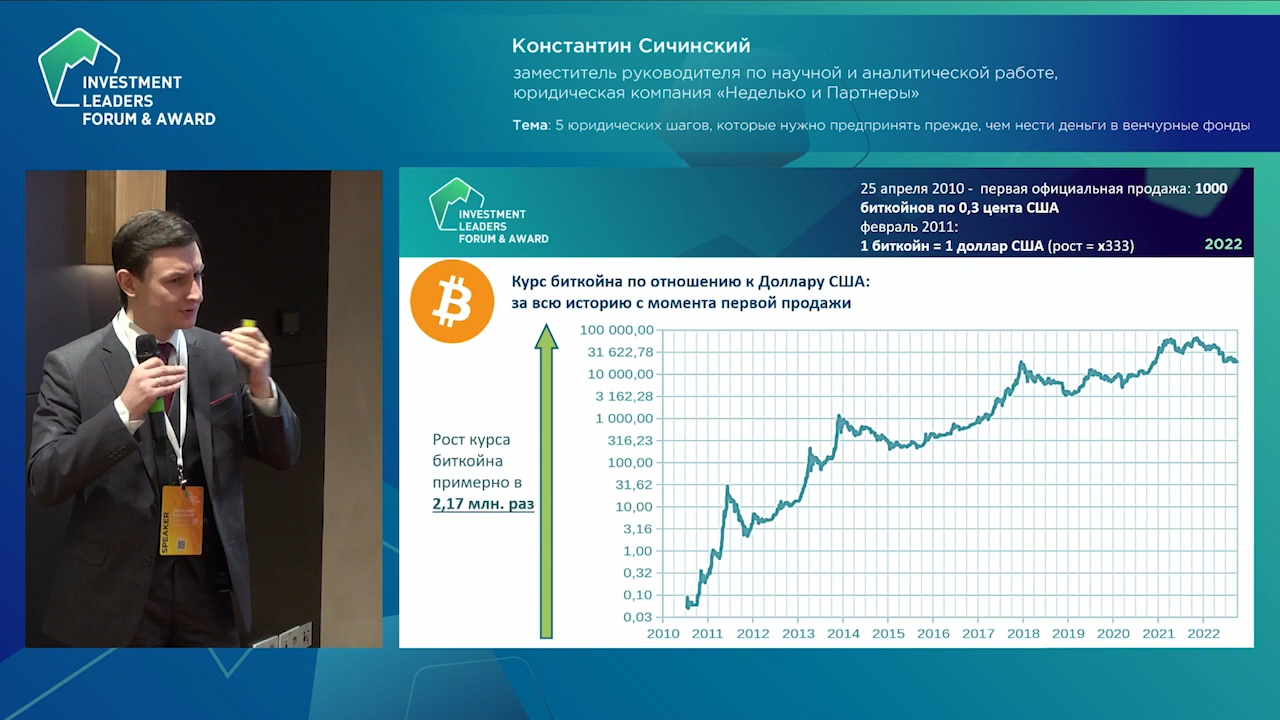 INVESTMENT
LEADERS
FORUM & AWARD
Константин Сичинский
заместитель руководителя по научной и аналитической работе,
юридическая компания «Неделько и Партнеры»
Тема: 5 юридических шагов, которые нужно предпринять прежде, чем нести деньги в венчурные фонды
INVESTMENT
LEADERS
FORUM & AWARD
25 апреля 2010 - первая официальная продажа: 1000
биткойнов по 0,3 цента США
февраль 2011:
1 биткойн = 1 доллар США (рост = х333)
2022
Курс биткойна по отношению к Доллару США:
за всю историю с момента первой продажи
Рост курса
биткойна
примерно в
2,17 млн. раз
100 000,00
31 622,78
10 000,00
3 162,28
1 000,00
316,23
100,00
31,62
10,00
3,16
1,00
0,32
0,10
0,03
2010 2011 2012 2013 2014 2015 2016 2017 2018 2019 2020 2021 2022
SPEAKER